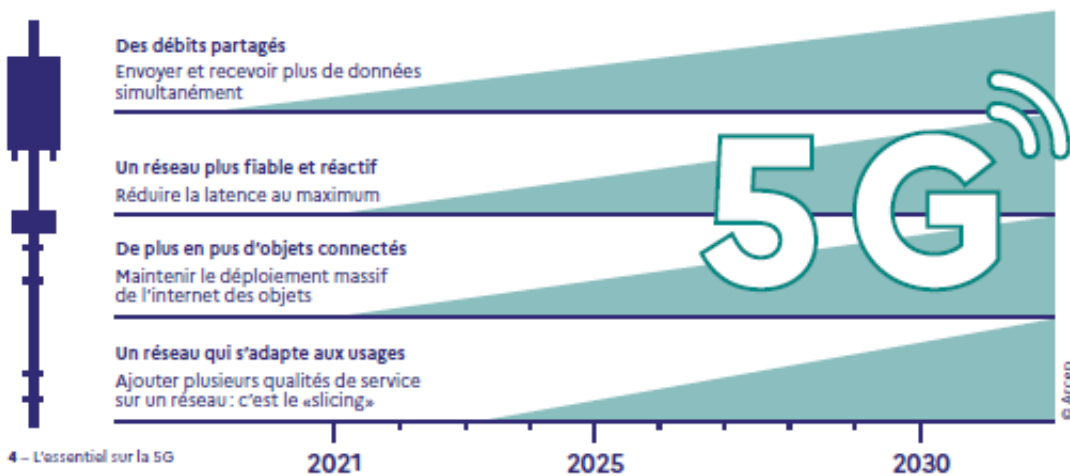 Des débits partagés
Envoyer et recevoir plus de données
simultanément
Un réseau plus fiable et réactif
Réduire la latence au maximum
De plus en pus d'objets connectés
Maintenir le déploiement massif
de l'internet des objets
Un réseau qui s'adapte aux usages
Ajouter plusieurs qualités de service
sur un réseau : c'est le «slicing»
5G
© Arcep
4 – L'essentiel sur la 5G
2021 2025 2030